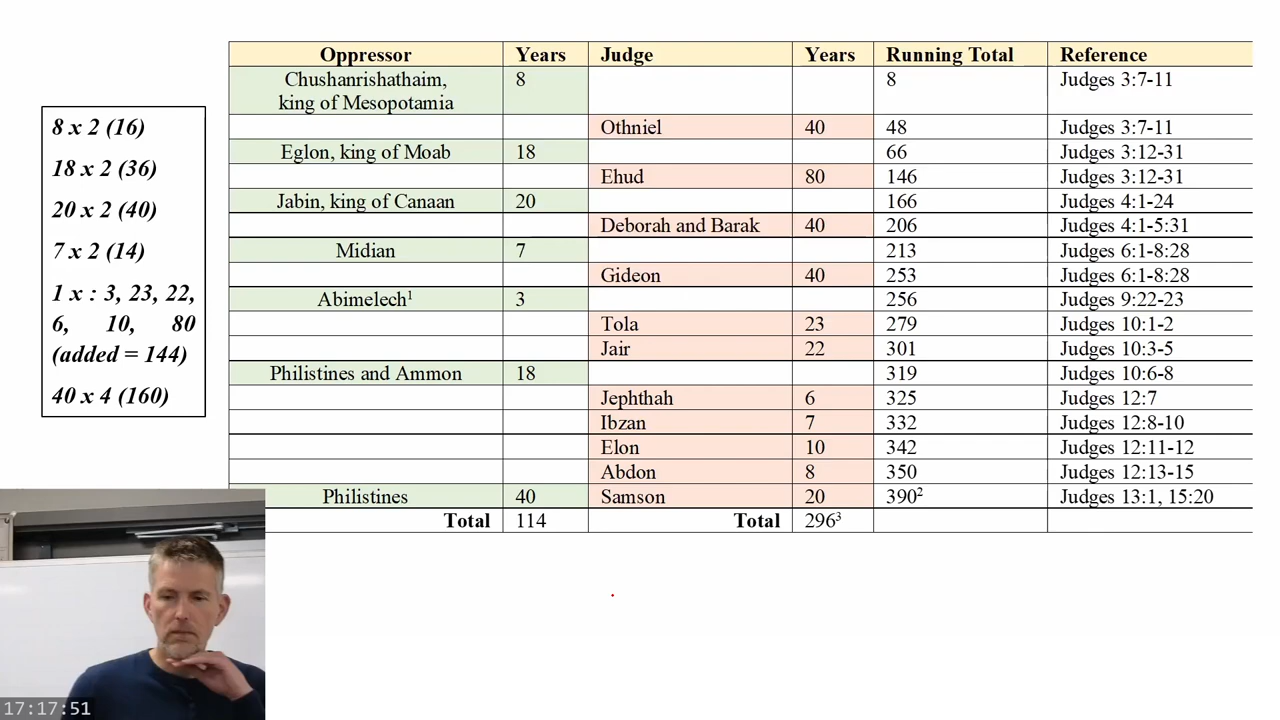 Oppressor Years Judge Years Running Total Reference
Chushanrishathaim, 8 8 Judges 3:7-11
king of Mesopotamia
Othniel 40 48 Judges 3:7-11
Eglon, king of Moab 18 66 Judges 3:12-31
Ehud 80 146 Judges 3:12-31
Jabin, king of Canaan 20 166 Judges 4:1-24
Deborah and Barak 40 206 Judges 4:1-5:31
Midian 7 213 Judges 6:1-8:28
Gideon 40 253 Judges 6:1-8:28
Abimelech¹ 3 256 Judges 9:22-23
Tola 23 279 Judges 10:1-2
Jair 22 301 Judges 10:3-5
Philistines and Ammon 18 319 Judges 10:6-8
Jephthah 6 325 Judges 12:7
Ibzan 7 332 Judges 12:8-10
Elon 10 342 Judges 12:11-12
Abdon 8 350 Judges 12:13-15
Philistines 40 Samson 20 390² Judges 13:1, 15:20
Total 114 Total 296³
8 x 2 (16)
18 x 2 (36)
20 x 2 (40)
7 x 2 (14)
1 x : 3, 23, 22,
6, 10, 80
(added = 144)
40 x 4 (160)
17:17:51